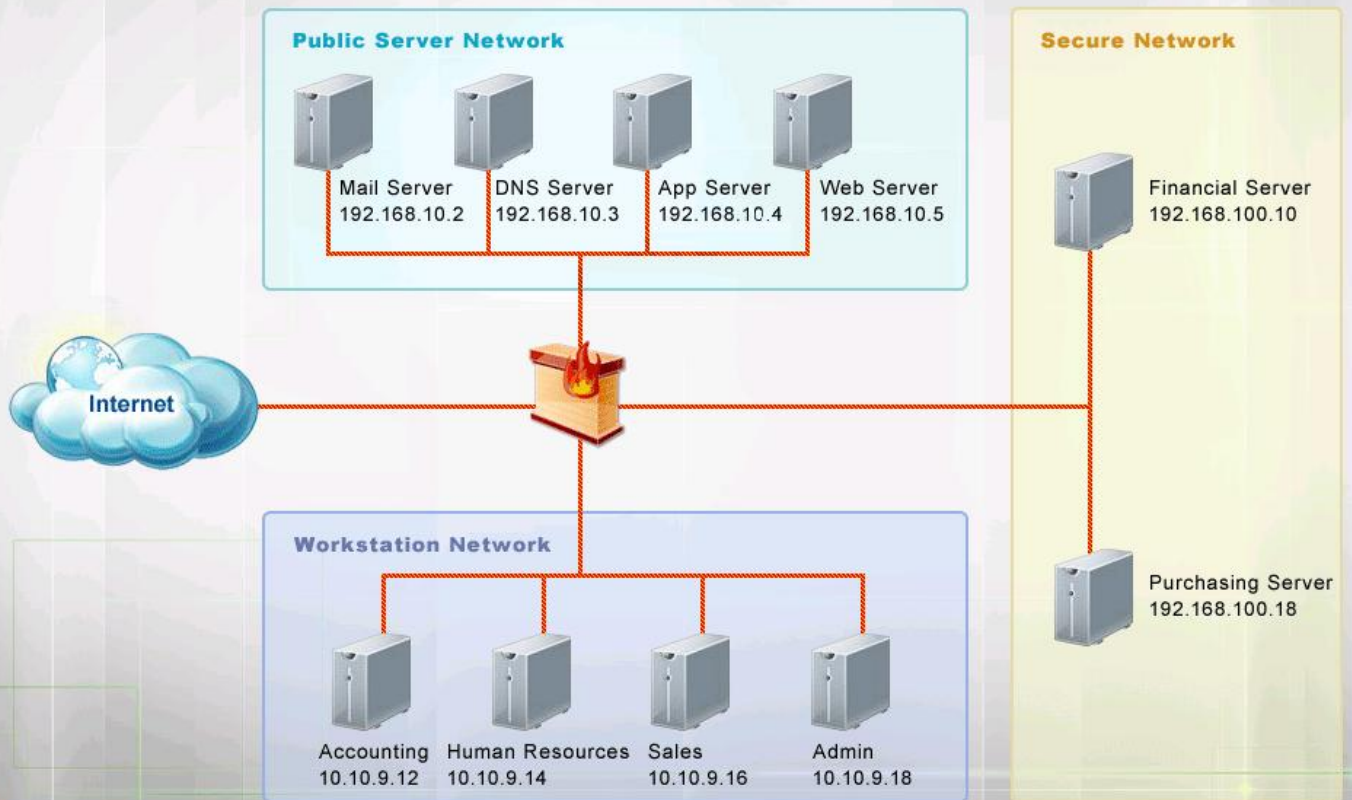 Public Server Network
Mail Server
192.168.10.2
DNS Server
192.168.10.3
App Server
192.168.10.4
Web Server
192.168.10.5
Secure Network
Financial Server
192.168.100.10
Internet
Purchasing Server
192.168.100.18
Workstation Network
Accounting
10.10.9.12
Human Resources
10.10.9.14
Sales
10.10.9.16
Admin
10.10.9.18